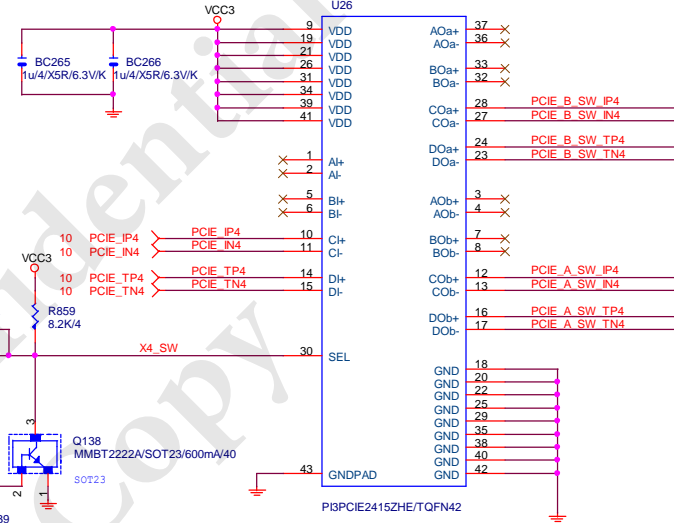 U26
VCC3
BC265
1u/4/X5R/6.3V/K
BC266
1u/4/X5R/6.3V/K
9 VDD
19 VDD
21 VDD
26 VDD
31 VDD
34 VDD
39 VDD
41 VDD
1 AI+
2 AI-
5 BI+
6 BI-
10 PCIE_IP4 PCIE_IP4 10 CI+
10 PCIE_IN4 PCIE_IN4 11 CI-
10 PCIE_TP4 PCIE_TP4 14 DI+
10 PCIE_TN4 PCIE_TN4 15 DI-
VCC3
R859
8.2K/4
X4_SW 30 SEL
3
Q138
MMBT2222A/SOT23/600mA/40
SOT23
2
1
43 GNDPAD
39
AOa+ 37
AOa- 36
BOa+ 33
BOa- 32
COa+ 28 PCIE_B_SW_IP4
COa- 27 PCIE_B_SW_IN4
DOa+ 24 PCIE_B_SW_TP4
DOa- 23 PCIE_B_SW_TN4
AOb+ 3
AOb- 4
BOb+ 7
BOb- 8
COb+ 12 PCIE_A_SW_IP4
COb- 13 PCIE_A_SW_IN4
DOb+ 16 PCIE_A_SW_TP4
DOb- 17 PCIE_A_SW_TN4
GND 18
GND 20
GND 22
GND 25
GND 29
GND 35
GND 38
GND 40
GND 42
PI3PCIE2415ZHE/TQFN42
Copy